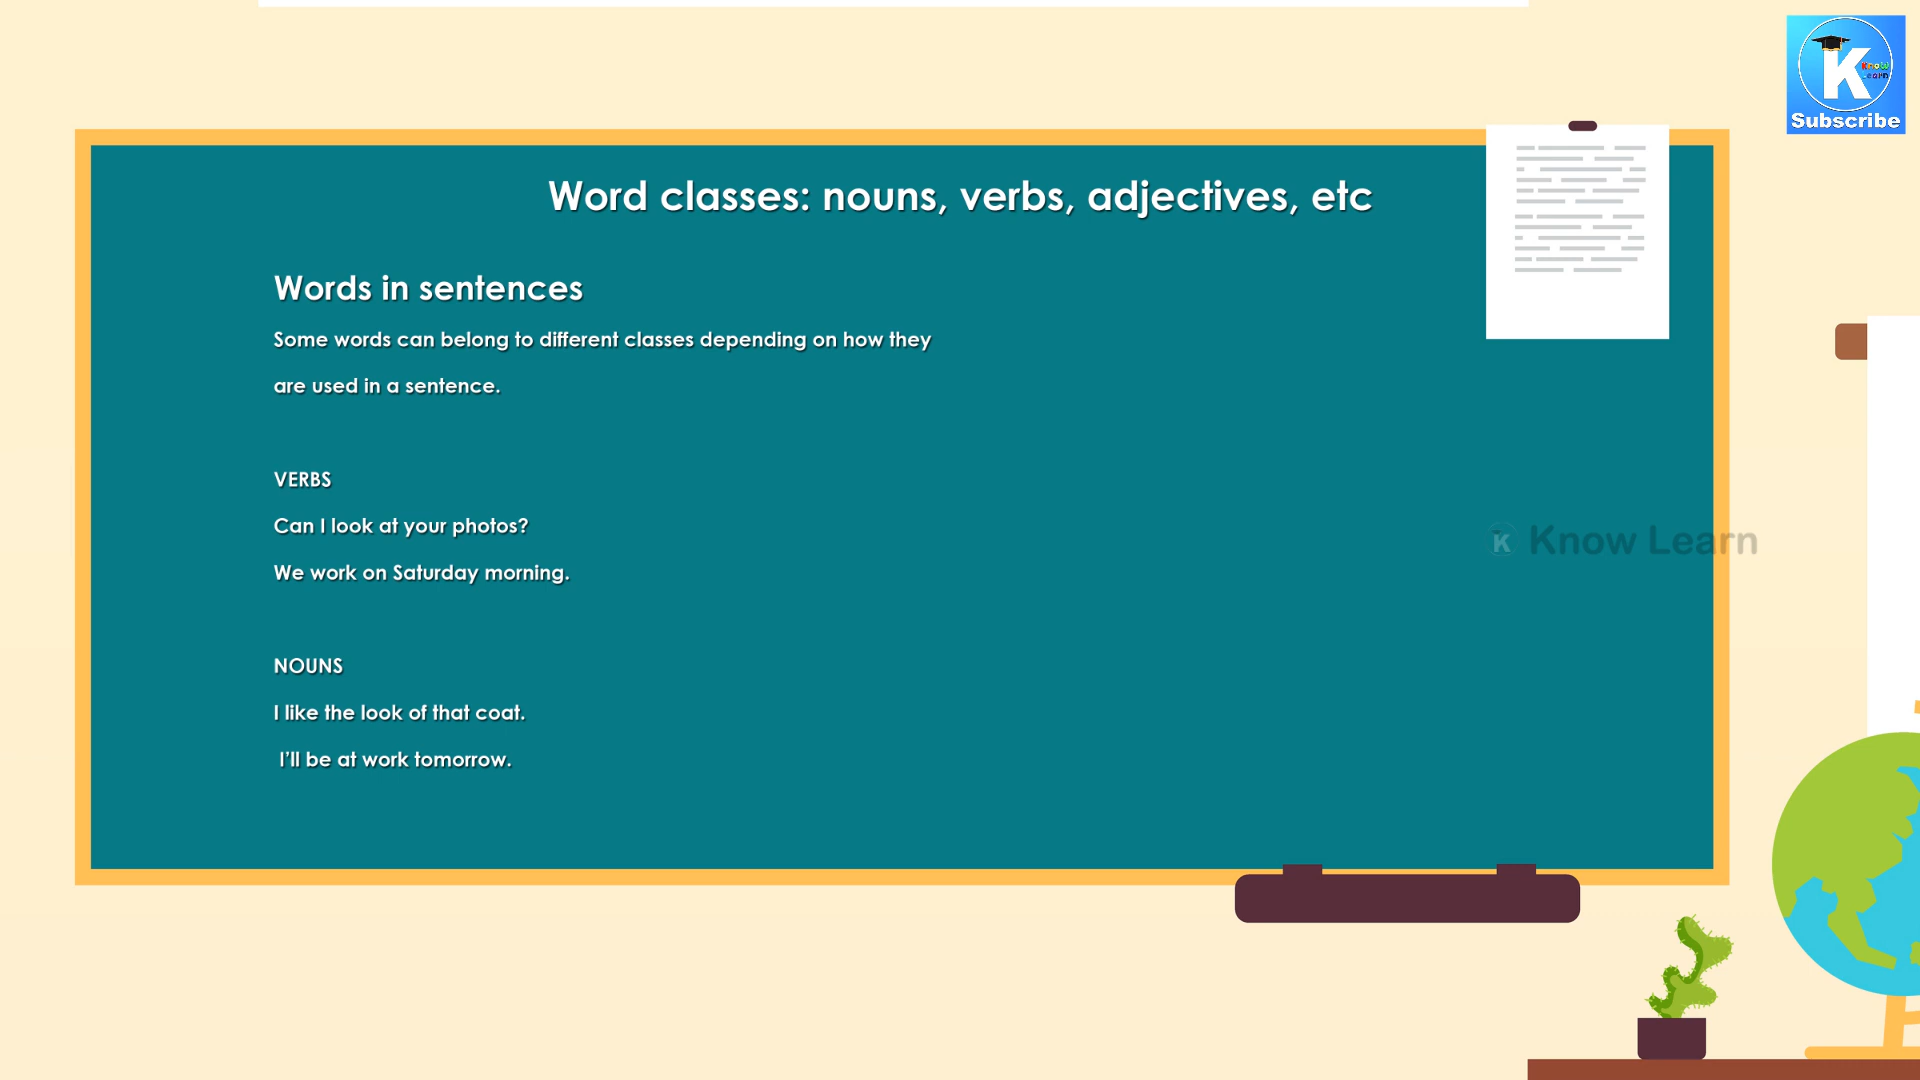 Know
Learn
Subscribe
Word classes: nouns, verbs, adjectives, etc
Words in sentences
Some words can belong to different classes depending on how they
are used in a sentence.
VERBS
Can I look at your photos?
We work on Saturday morning.
Know Learn
NOUNS
I like the look of that coat.
I'll be at work tomorrow.